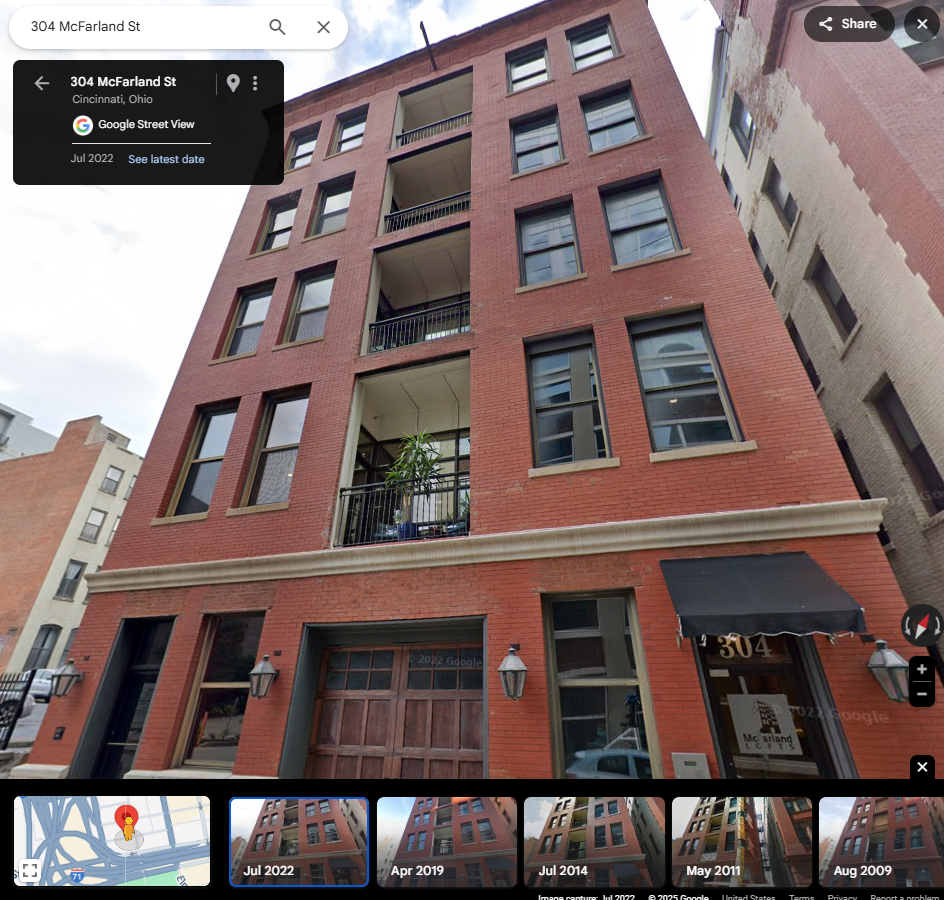 304 McFarland St
Share
304 McFarland St
Cincinnati, Ohio
Google Street View
Jul 2022
See latest date
© 2022 Google
304
2022 Google
McFarland
LOFTS
71
Jul 2022
Apr 2019
Jul 2014
May 2011
Aug 2009
Image capture: Jul 2022 © 2025 Google United States Terms Privacy Report a problem